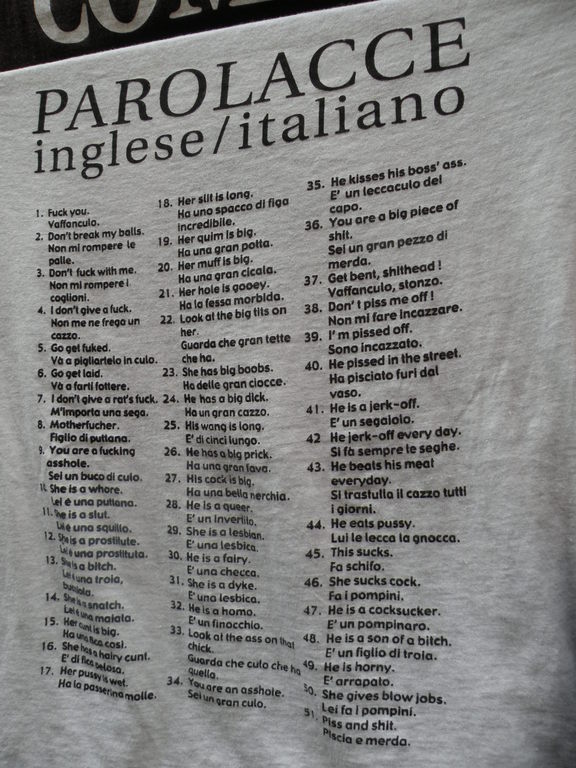 COM
PAROLACCE
inglese/italiano
1. Fuck you.
Vaffanculo.
2. Don't break my balls.
Non mi rompere le
palle.
3. Don't fuck with me.
Non mi rompere i
coglioni.
4. I don't give a fuck.
Non me ne frega un
cazzo.
5. Go get fuked.
Và a pigliartelo in culo.
6. Go get laid.
Và a farti fottere.
7. I don't give a rat's fuck.
M'importa una sega.
8. Motherfucher.
Figlio di puttana.
9. You are a fucking
asshole.
Sei un buco di culo.
She is a whore.
Lei é una puttana.
11. She is a slut.
Lei é una squillo.
12. She is a prostitute.
Lei é una prostituta.
13. She is a bitch.
Lei é una troia,
14. She is snatch.
Lei é una maiala.
15. Her cunt is big.
Ha una fica così.
16. She has a hairy cunt.
E' di fica pelosa.
17. Her pussy is wet.
Ha la passerina molle.
18. Her slit is long.
Ha uno spacco di figa
incredibile.
19. Her quim is big.
Ha una gran potta.
20. Her muff is big.
Ha una gran cicala.
21. Her hole is gooey.
Ha la fessa morbida.
22. Look at the big tits on
her.
Guarda che gran tette
che ha.
23. She has big boobs.
Ha delle gran ciocce.
24. He has a big dick.
Ha un gran cazzo.
25. His wang is long.
E' di cinci lungo.
26. He has a big prick.
Ha una gran fava.
27. His cock is big.
Ha una bella nerchia.
28. He is a queer.
E' un invertito.
29. She is a lesbian.
E' una lesbica.
30. He is a fairy.
E' una checca.
31. She is a dyke.
E' una lesbica.
32. He is a homo.
E' un finocchio.
33. Look at the ass on that
chick.
Guarda che culo che ha
quella.
34. You are an asshole.
Sei un gran culo.
35. He kisses his boss' ass.
E' un leccaculo del
capo.
36. You are a big piece of
shit.
Sei un gran pezzo di
merda.
37. Get bent, shithead !
Vaffanculo, stonzo.
38. Don't piss me off !
Non mi fare incazzare.
39. I'm pissed off.
Sono incazzato.
40. He pissed in the street.
Ha pisciato furi dal
vaso.
41. He is a jerk-off.
E' un segaiolo.
42 He jerk-off every day.
Si fà sempre le seghe.
43. He beats his meat
everyday.
Si trastulla il cazzo tutti
i giorni.
44. He eats pussy.
Lui le lecca la gnocca.
45. This sucks.
Fa schifo.
46. She sucks cock.
Fa i pompini.
47. He is a cocksucker.
E' un pompinaro.
48. He is a son of a bitch.
E' un figlio di troia.
49. He is horny.
E' arrapato.
50. She gives blow jobs.
Lei fa i pompini.
51. Piss and shit.
Piscia e merda.